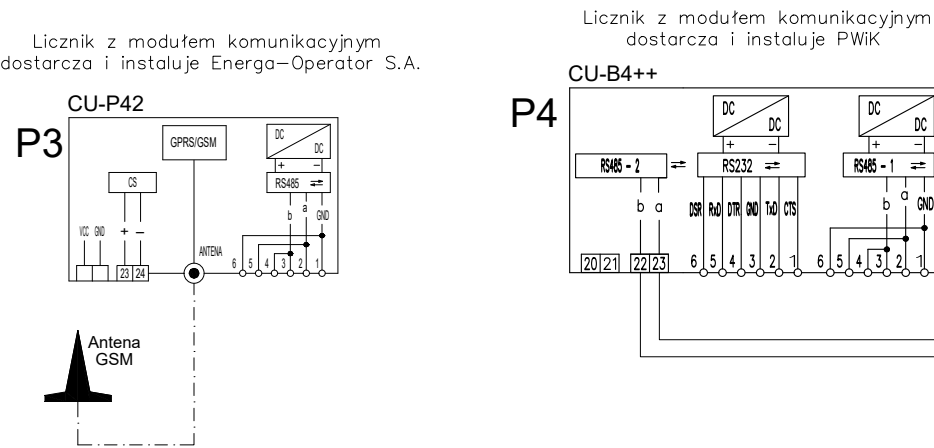 Licznik z modułem komunikacyjnym
dostarcza i instaluje Energa-Operator S.A.
P3
CU-P42
GPRS/GSM
DC
DC
+ −
RS485 ⇄
CS
b a GND
VCC GND + −
ANTENA
23 24
6 5 4 3 2 1
Antena
GSM
Licznik z modułem komunikacyjnym
dostarcza i instaluje PWiK
P4
CU-B4++
DC
DC
+ −
RS485 - 2 ⇄
RS232 ⇄
b a
DSR RxD DTR GND TxD CTS
20 21 22 23
6 5 4 3 2 1
DC
DC
+ −
RS485 - 1 ⇄
b a GND
6 5 4 3 2 1